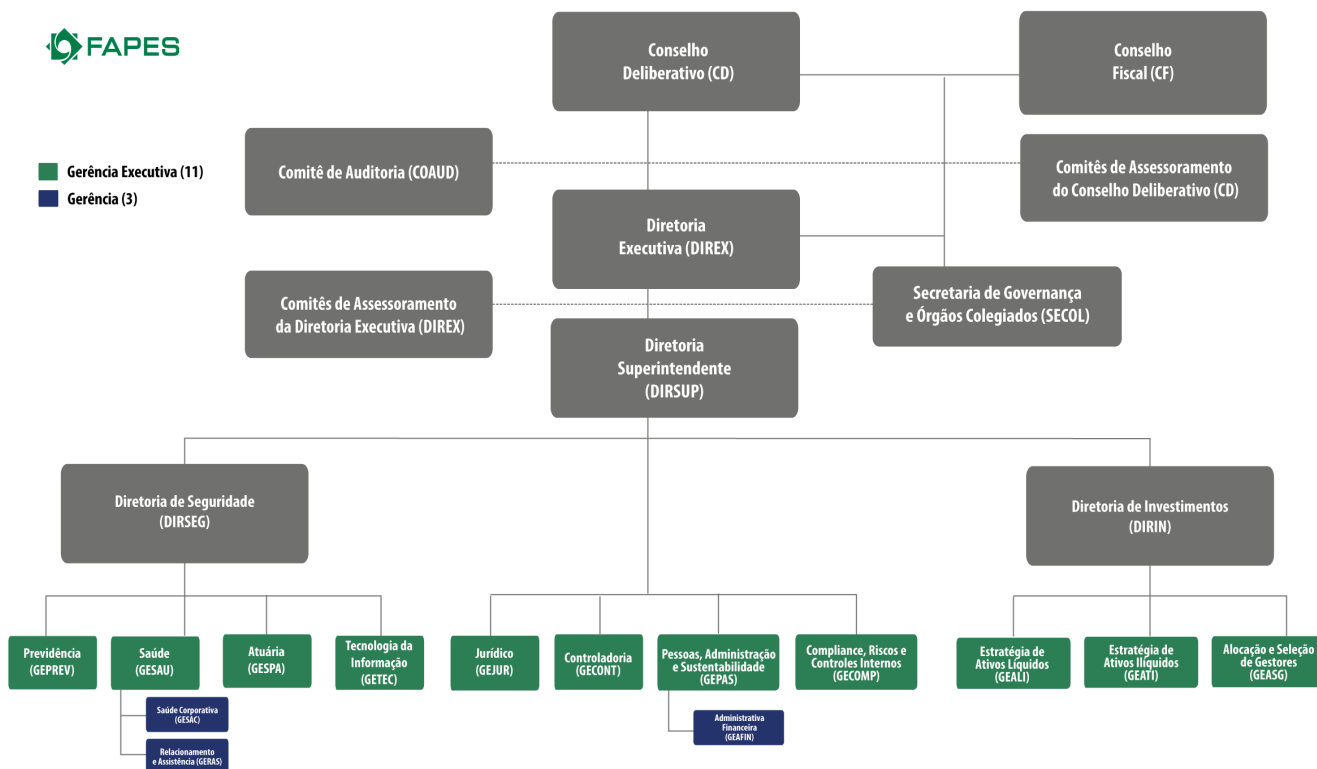 FAPES
Conselho
Deliberativo (CD)
Conselho
Fiscal (CF)
Gerência Executiva (11)
Gerência (3)
Comitê de Auditoria (COAUD)
Comitês de Assessoramento
do Conselho Deliberativo (CD)
Diretoria
Executiva (DIREX)
Comitês de Assessoramento
da Diretoria Executiva (DIREX)
Secretaria de Governança
e Órgãos Colegiados (SECOL)
Diretoria
Superintendente
(DIRSUP)
Diretoria de Seguridade
(DIRSEG)
Diretoria de Investimentos
(DIRIN)
Previdência
(GEPREV)
Saúde
(GESAU)
Atuária
(GESPA)
Tecnologia da
Informação
(GETEC)
Jurídico
(GEJUR)
Controladoria
(GECONT)
Pessoas, Administração
e Sustentabilidade
(GEPAS)
Compliance, Riscos e
Controles Internos
(GECOMP)
Estratégia de
Ativos Líquidos
(GEALI)
Estratégia de
Ativos Ilíquidos
(GEATI)
Alocação e Seleção
de Gestores
(GEASG)
Saúde Corporativa
(GESAC)
Relacionamento
e Assistência (GERAS)
Administrativa
Financeira
(GEAFIN)